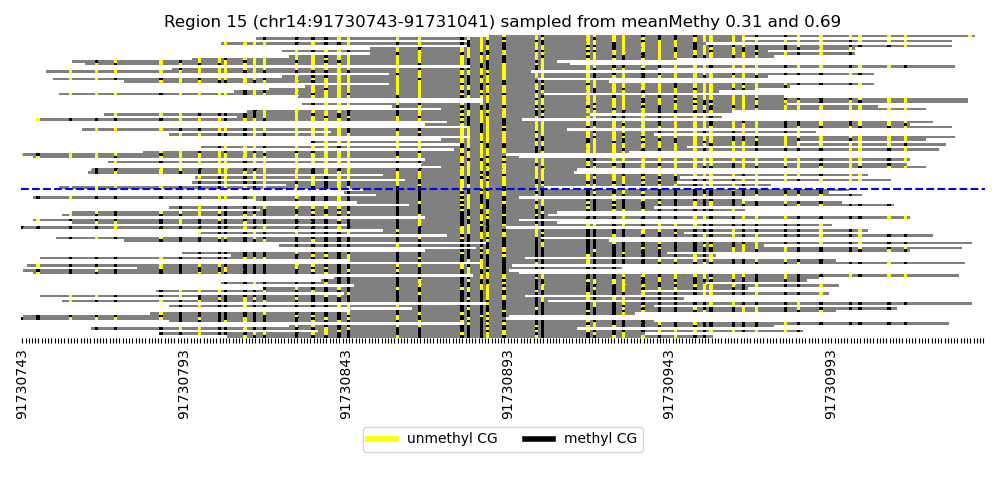 Region 15 (chr14:91730743-91731041) sampled from meanMethy 0.31 and 0.69
91730743
91730793
91730843
91730893
91730943
91730993
unmethyl CG
methyl CG